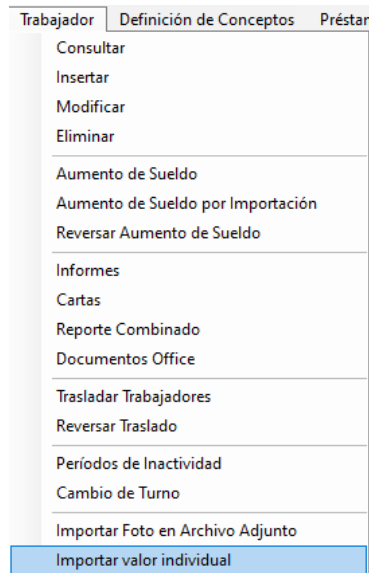 Trabajador Definición de Conceptos Préstar
Consultar
Insertar
Modificar
Eliminar
Aumento de Sueldo
Aumento de Sueldo por Importación
Reversar Aumento de Sueldo
Informes
Cartas
Reporte Combinado
Documentos Office
Trasladar Trabajadores
Reversar Traslado
Períodos de Inactividad
Cambio de Turno
Importar Foto en Archivo Adjunto
Importar valor individual